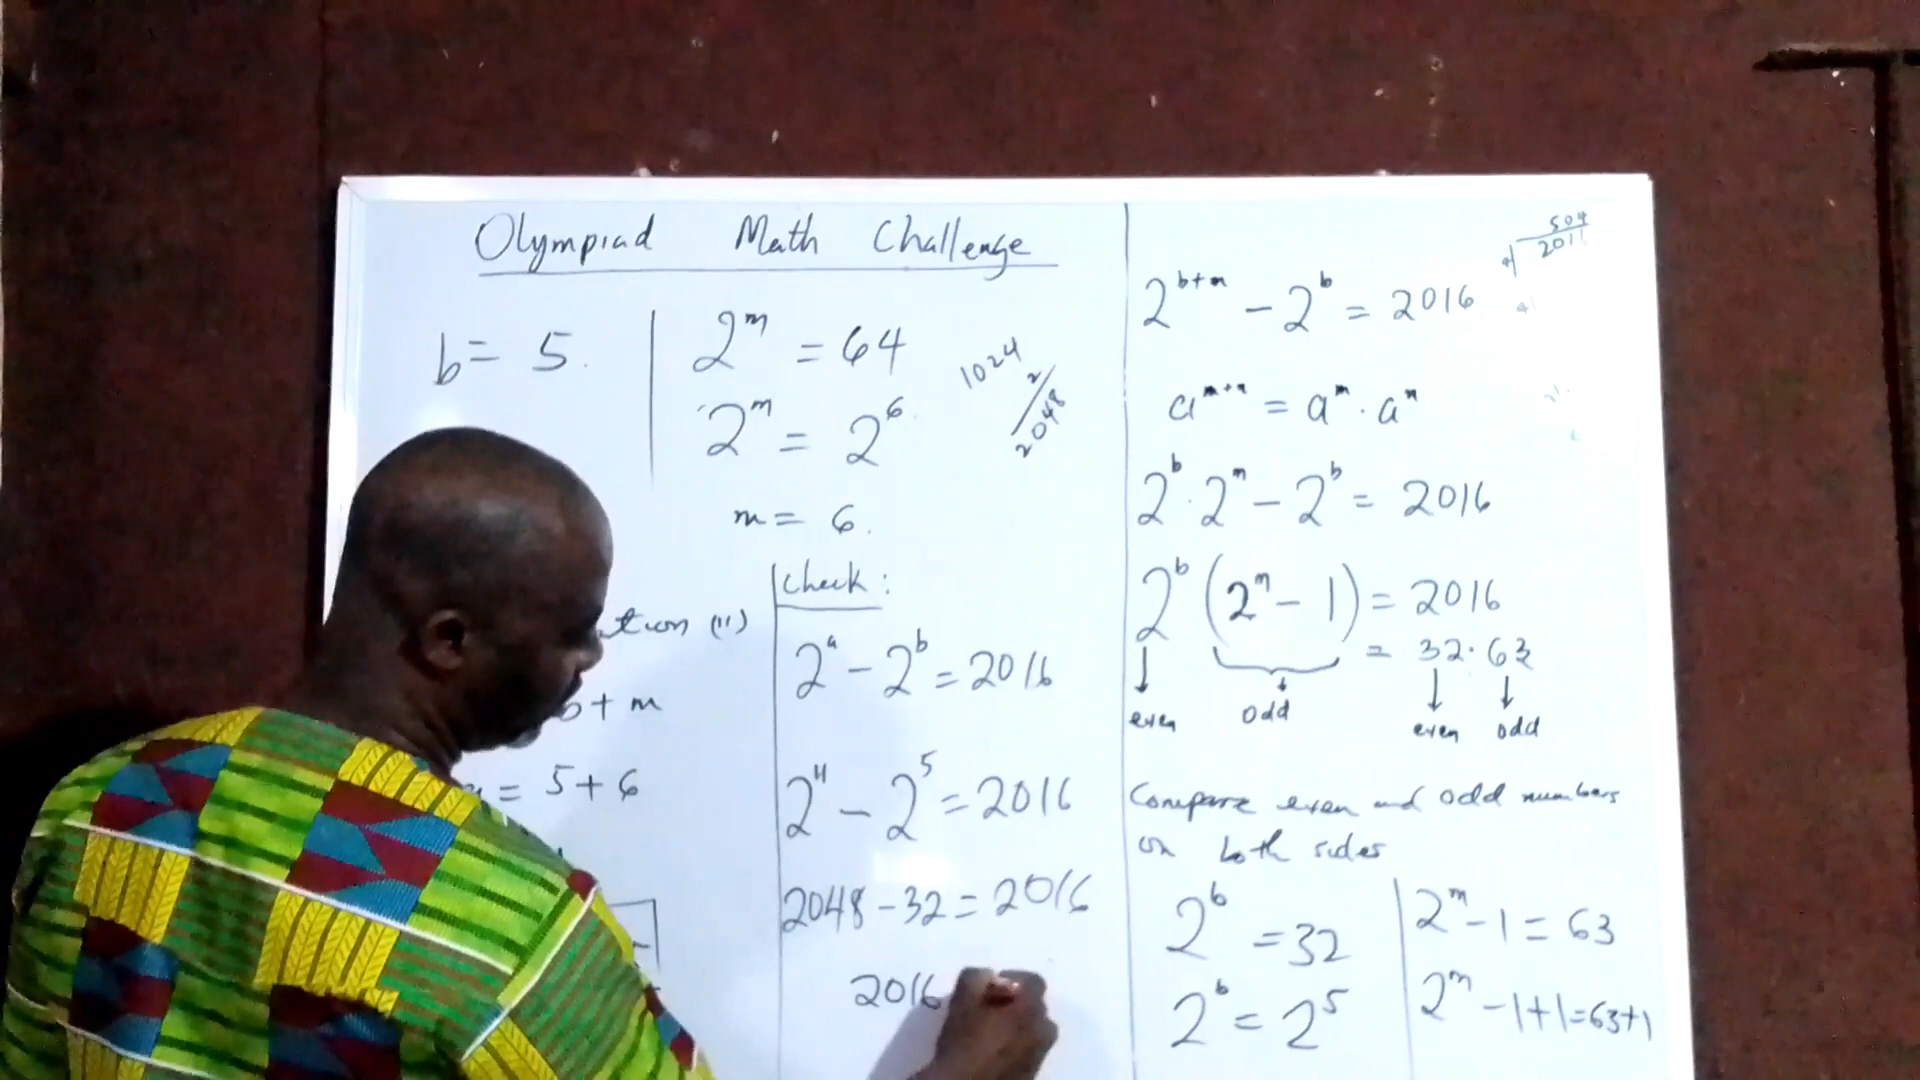 Olympiad Math Challenge
b = 5.
2^m = 64
2^m = 2^6
m = 6.
1024
2
2048
tion (11)
b + m
= 5 + 6
Check:
2^a - 2^b = 2016
2^11 - 2^5 = 2016
2048 - 32 = 2016
2016
504
2^{b+m} - 2^b = 2016
a^{m+n} = a^m . a^n
2^b . 2^m - 2^b = 2016
2^b (2^m - 1) = 2016
= 32 . 63
even odd even odd
Compare even and odd numbers
on both sides
2^b = 32
2^b = 2^5
2^m - 1 = 63
2^m - 1 + 1 = 63 + 1